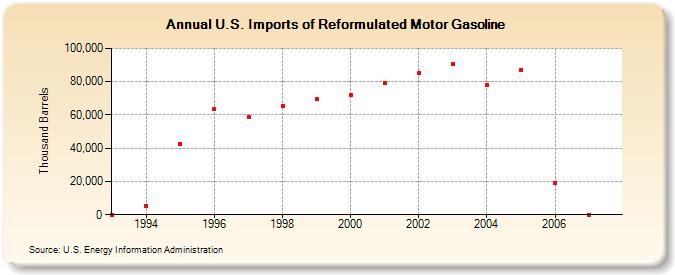 Annual U.S. Imports of Reformulated Motor Gasoline
Thousand Barrels
100,000
80,000
60,000
40,000
20,000
0
1994 1996 1998 2000 2002 2004 2006
Source: U.S. Energy Information Administration